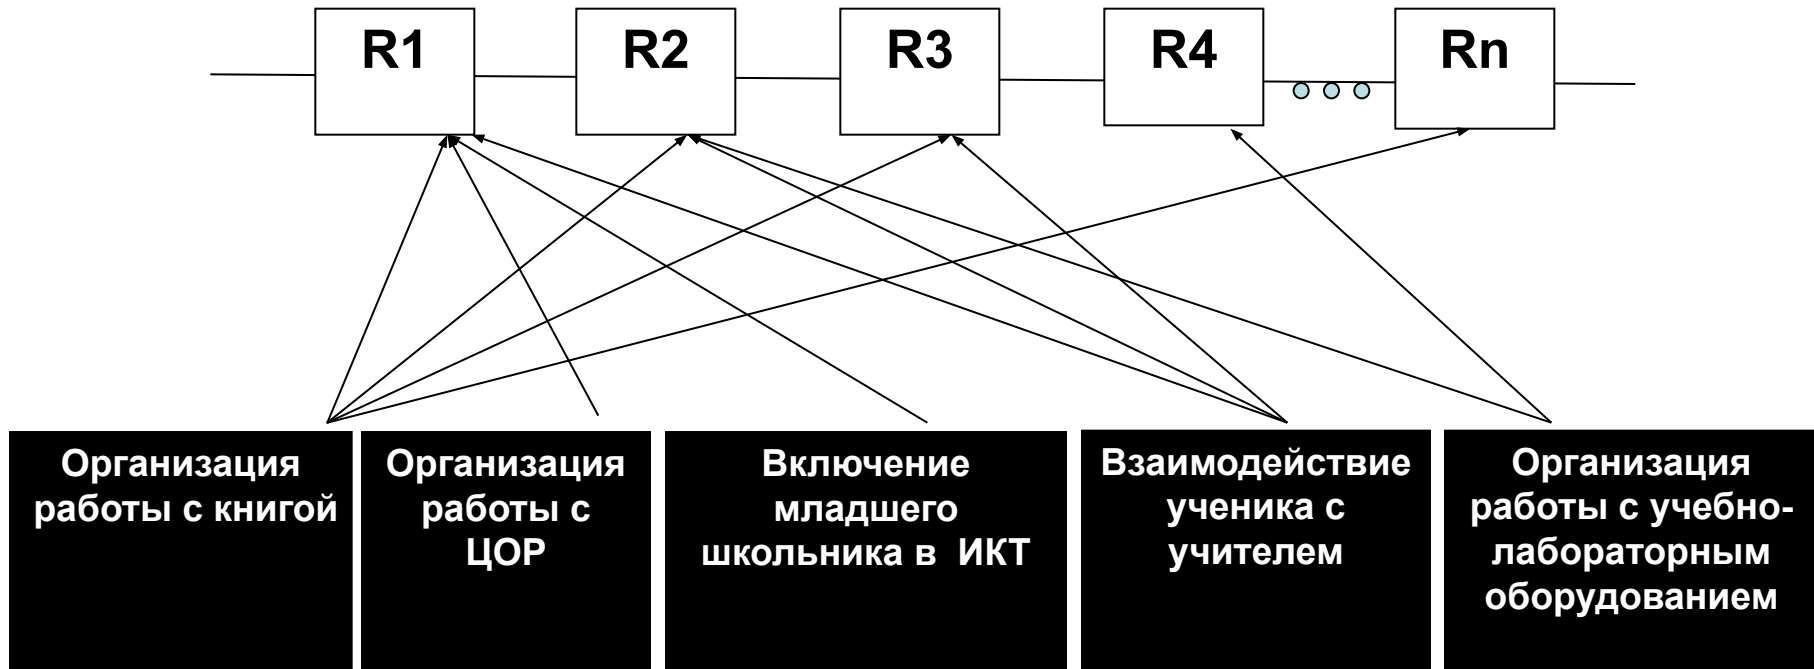 R1
R2
R3
R4
Rn
Организация
работы с книгой
Организация
работы с
ЦОР
Включение
младшего
школьника в ИКТ
Взаимодействие
ученика с
учителем
Организация
работы с учебно-
лабораторным
оборудованием